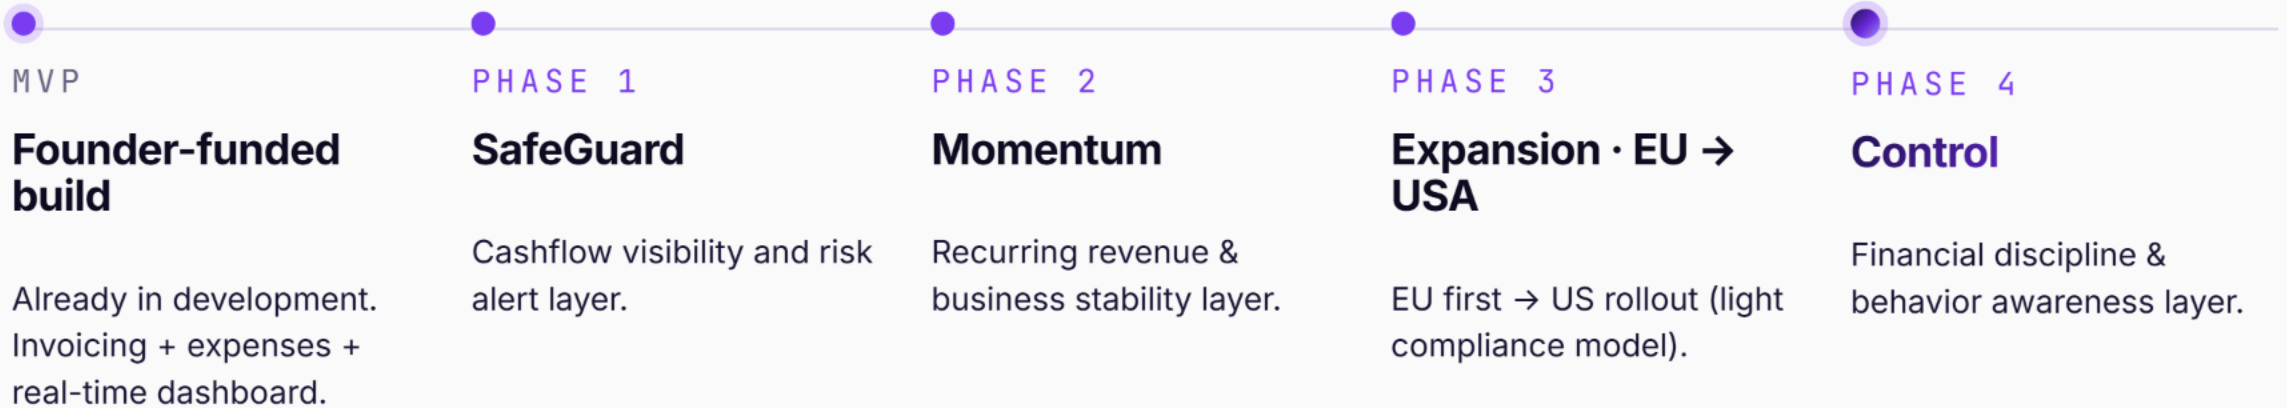 MVP
Founder-funded
build
Already in development.
Invoicing + expenses +
real-time dashboard.
PHASE 1
SafeGuard
Cashflow visibility and risk
alert layer.
PHASE 2
Momentum
Recurring revenue &
business stability layer.
PHASE 3
Expansion · EU →
USA
EU first → US rollout (light
compliance model).
PHASE 4
Control
Financial discipline &
behavior awareness layer.